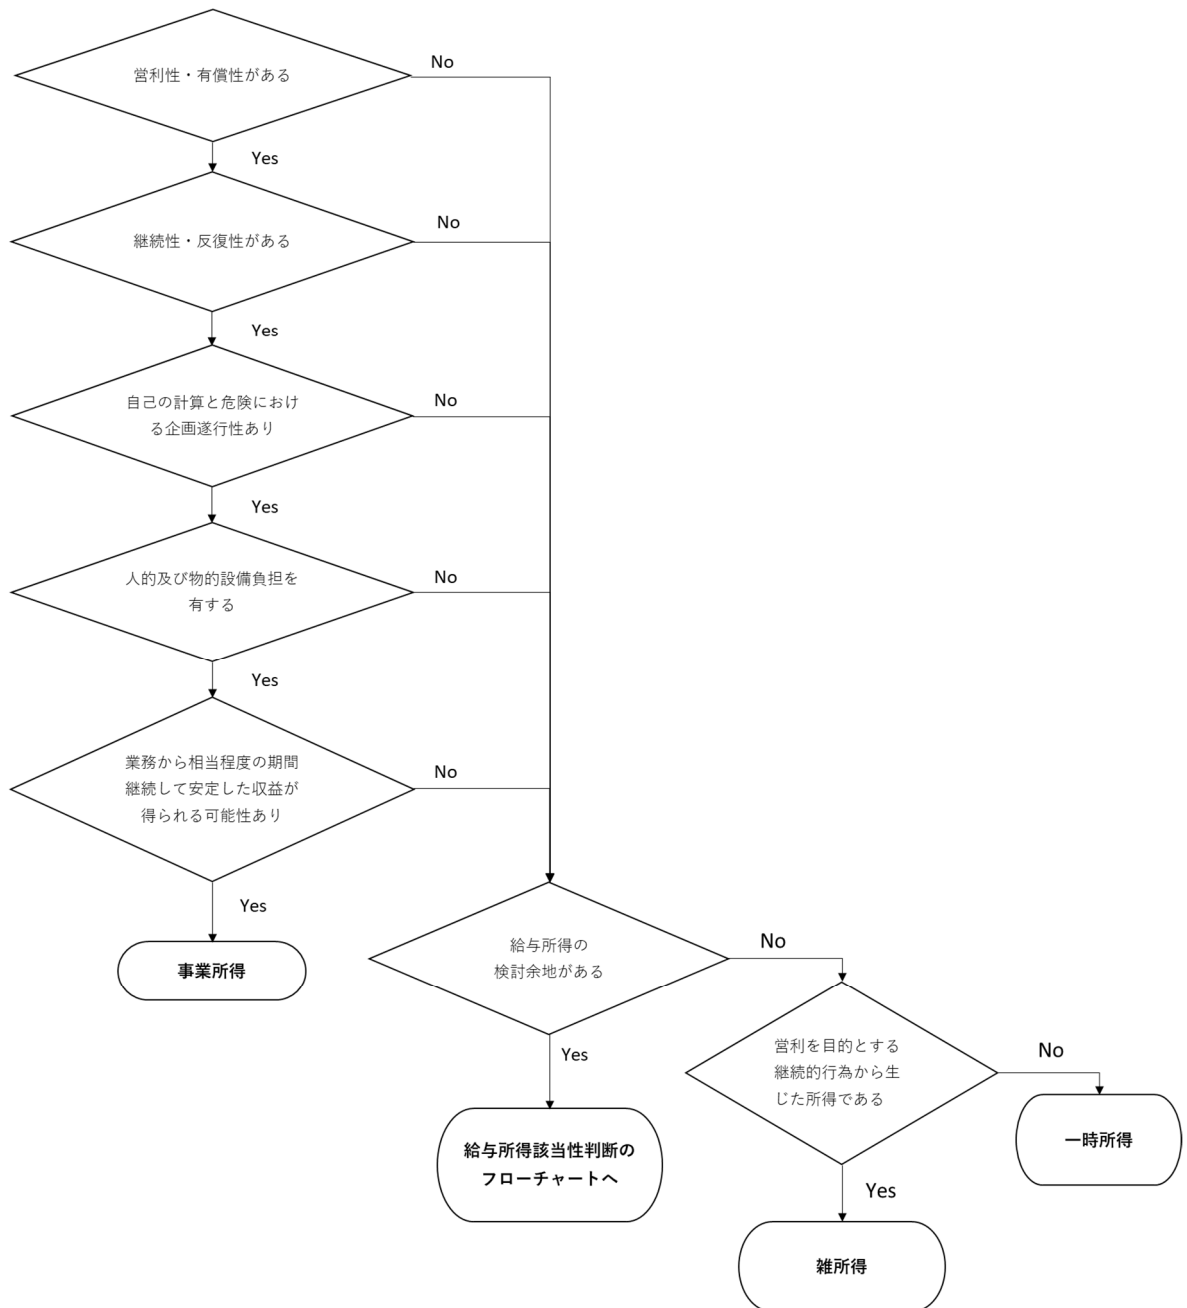 営利性・有償性がある
No
Yes
継続性・反復性がある
No
Yes
自己の計算と危険におけ
る企画遂行性あり
No
Yes
人的及び物的設備負担を
有する
No
Yes
業務から相当程度の期間
継続して安定した収益が
得られる可能性あり
No
Yes
事業所得
給与所得の
検討余地がある
No
Yes
給与所得該当性判断の
フローチャートへ
営利を目的とする
継続的行為から生
じた所得である
No
一時所得
Yes
雑所得